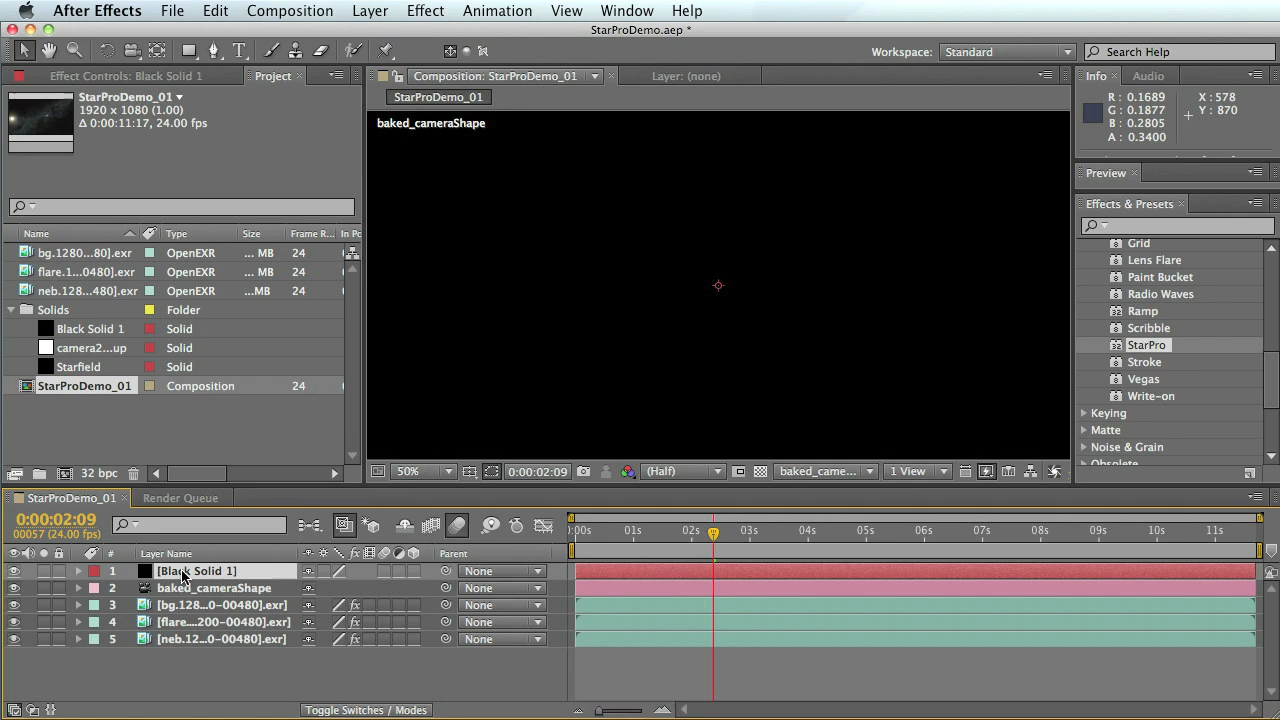 After Effects File Edit Composition Layer Effect Animation View Window Help
StarProDemo.aep *
Workspace: Standard Search Help
Effect Controls: Black Solid 1 Project
StarProDemo_01
1920 x 1080 (1.00)
Δ 0:00:11:17, 24.00 fps
Name Type Size Frame R... In Po
bg.1280...80].exr OpenEXR ... MB 24
flare.1...0480].exr OpenEXR ... MB 24
neb.128...480].exr OpenEXR ...MB 24
Solids Folder
Black Solid 1 Solid
camera2...up Solid
Starfield Solid
StarProDemo_01 Composition 24
32 bpc
Composition: StarProDemo_01 Layer: (none)
StarProDemo_01
baked_cameraShape
50% 0:00:02:09 (Half) baked_came... 1 View
Info Audio
R : 0.1689 X : 578
G : 0.1877 Y : 870
B : 0.2805
A : 0.3400
Preview
Effects & Presets
Grid
Lens Flare
Paint Bucket
Radio Waves
Ramp
Scribble
StarPro
Stroke
Vegas
Write-on
Keying
Matte
Noise & Grain
Obsolete
StarProDemo_01 Render Queue
0:00:02:09
00057 (24.00 fps)
:00s 01s 02s 03s 04s 05s 06s 07s 08s 09s 10s 11s
# Layer Name Parent
1 [Black Solid 1] None
2 baked_cameraShape None
3 [bg.128...0-00480].exr] None
4 [flare....200-00480].exr] None
5 [neb.12...0-00480].exr] None
Toggle Switches / Modes